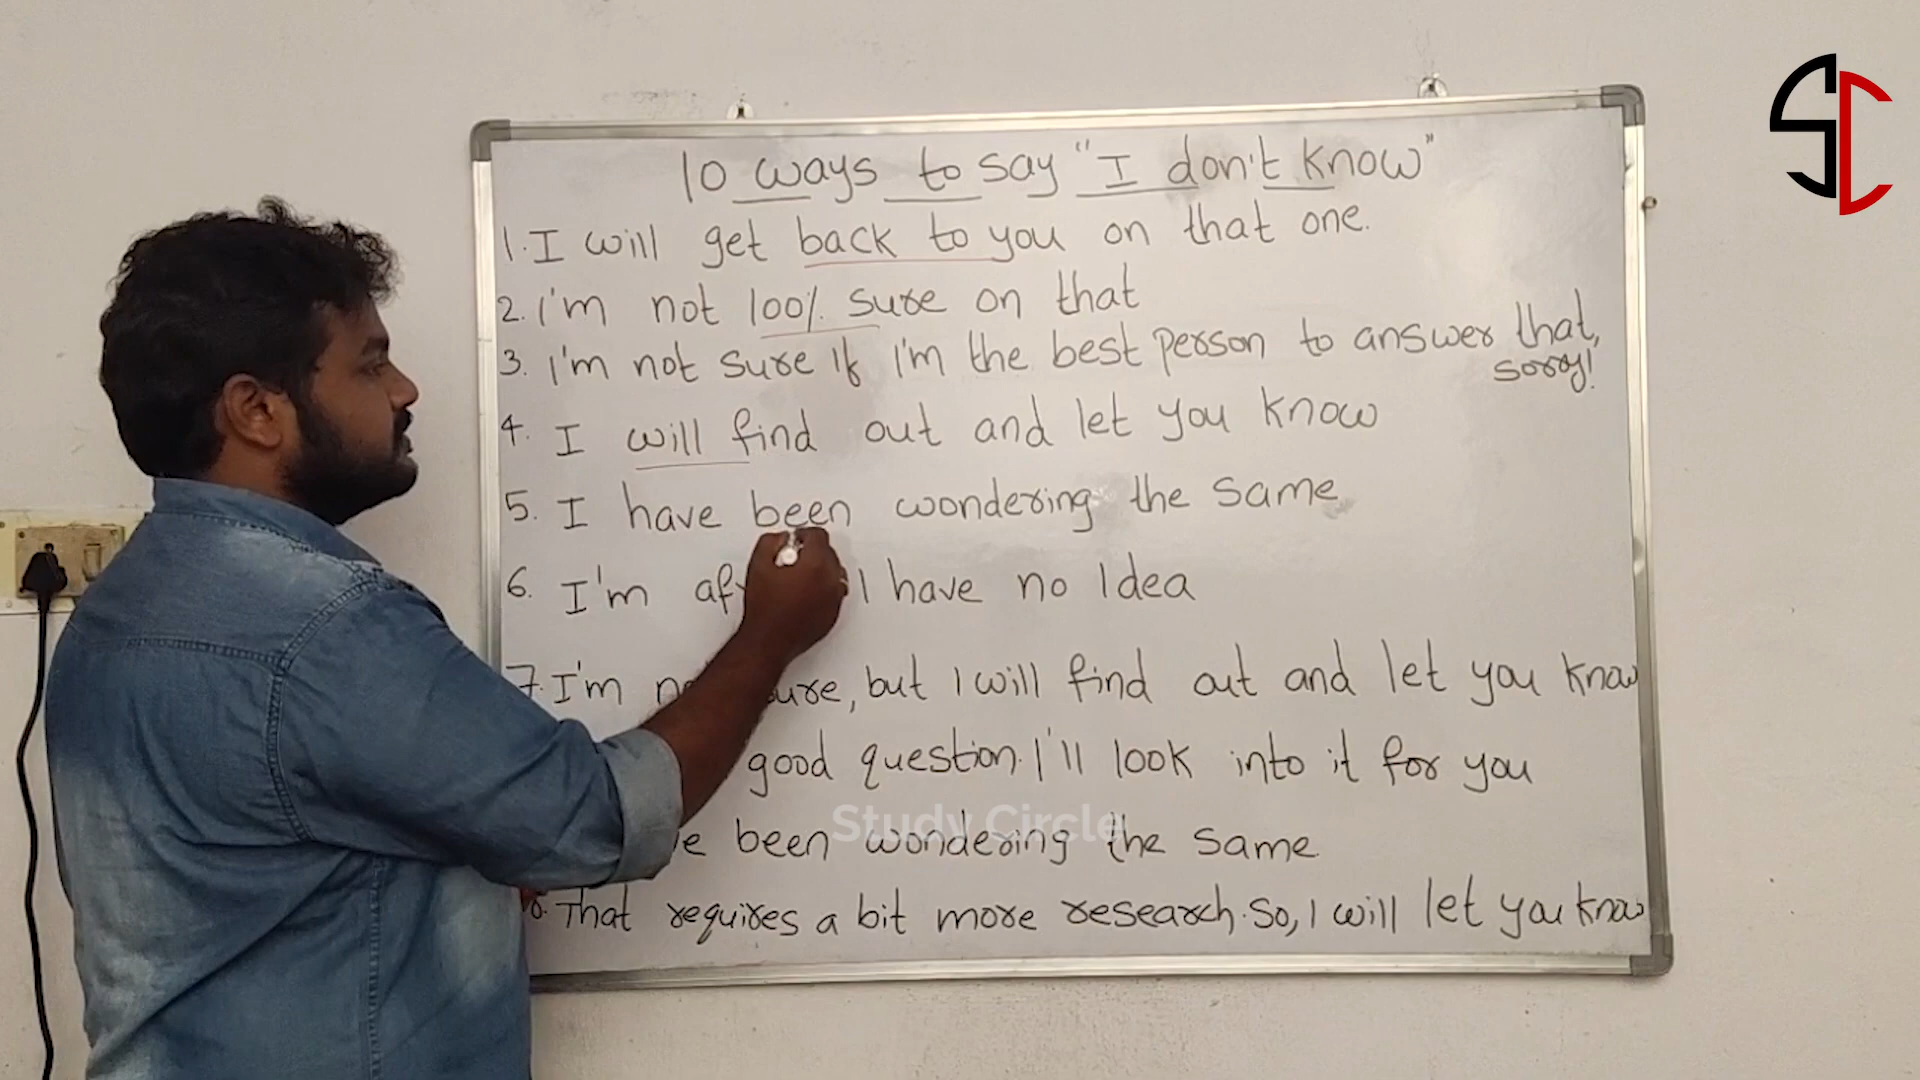 SC
10 ways to say "I don't know"
1. I will get back to you on that one.
2. I'm not 100% sure on that
3. I'm not sure If I'm the best person to answer that,
sorry!
4. I will find out and let you know
5. I have been wondering the same
6. I'm I have no Idea
7. I'm sure, but I will find out and let you know
good question. I'll look into it for you
Study Circle
been wondering the same
That requires a bit more research. So, I will let you know